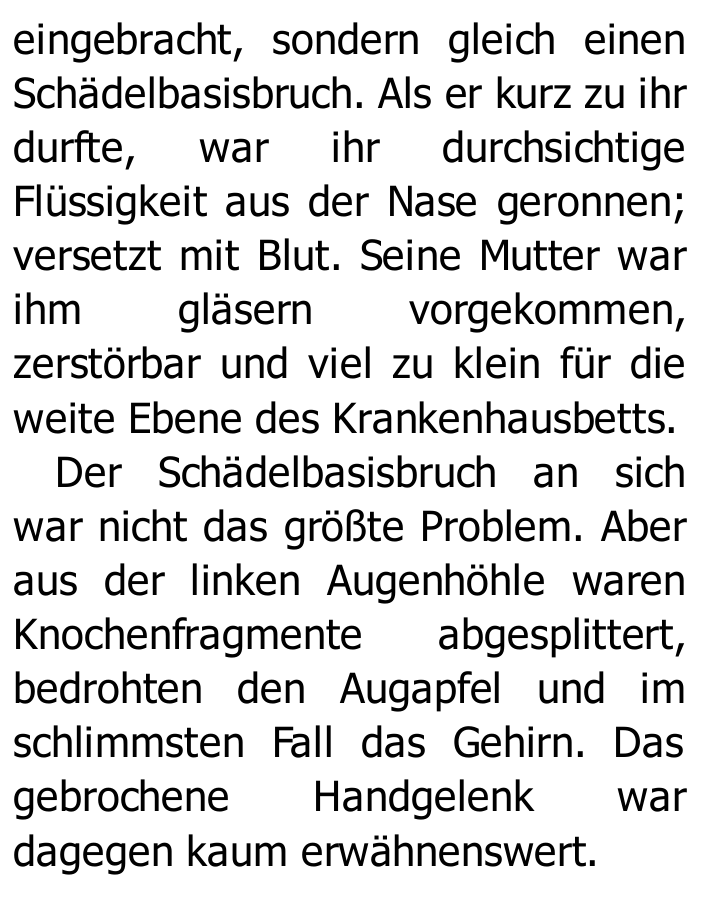 eingebracht, sondern gleich einen
Schädelbasisbruch. Als er kurz zu ihr
durfte, war ihr durchsichtige
Flüssigkeit aus der Nase geronnen;
versetzt mit Blut. Seine Mutter war
ihm gläsern vorgekommen,
zerstörbar und viel zu klein für die
weite Ebene des Krankenhausbetts.
Der Schädelbasisbruch an sich
war nicht das größte Problem. Aber
aus der linken Augenhöhle waren
Knochenfragmente abgesplittert,
bedrohten den Augapfel und im
schlimmsten Fall das Gehirn. Das
gebrochene Handgelenk war
dagegen kaum erwähnenswert.